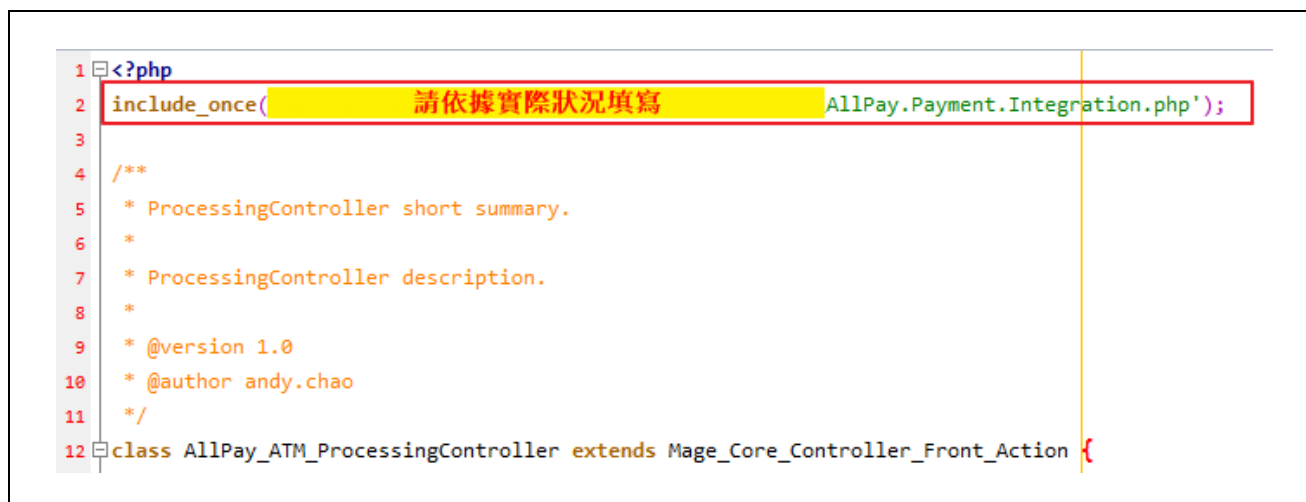 1 <?php
2 include_once( 請依據實際狀況填寫 AllPay.Payment.Integration.php');
3
4 /**
5 * ProcessingController short summary.
6 *
7 * ProcessingController description.
8 *
9 * @version 1.0
10 * @author andy.chao
11 */
12 class AllPay_ATM_ProcessingController extends Mage_Core_Controller_Front_Action {